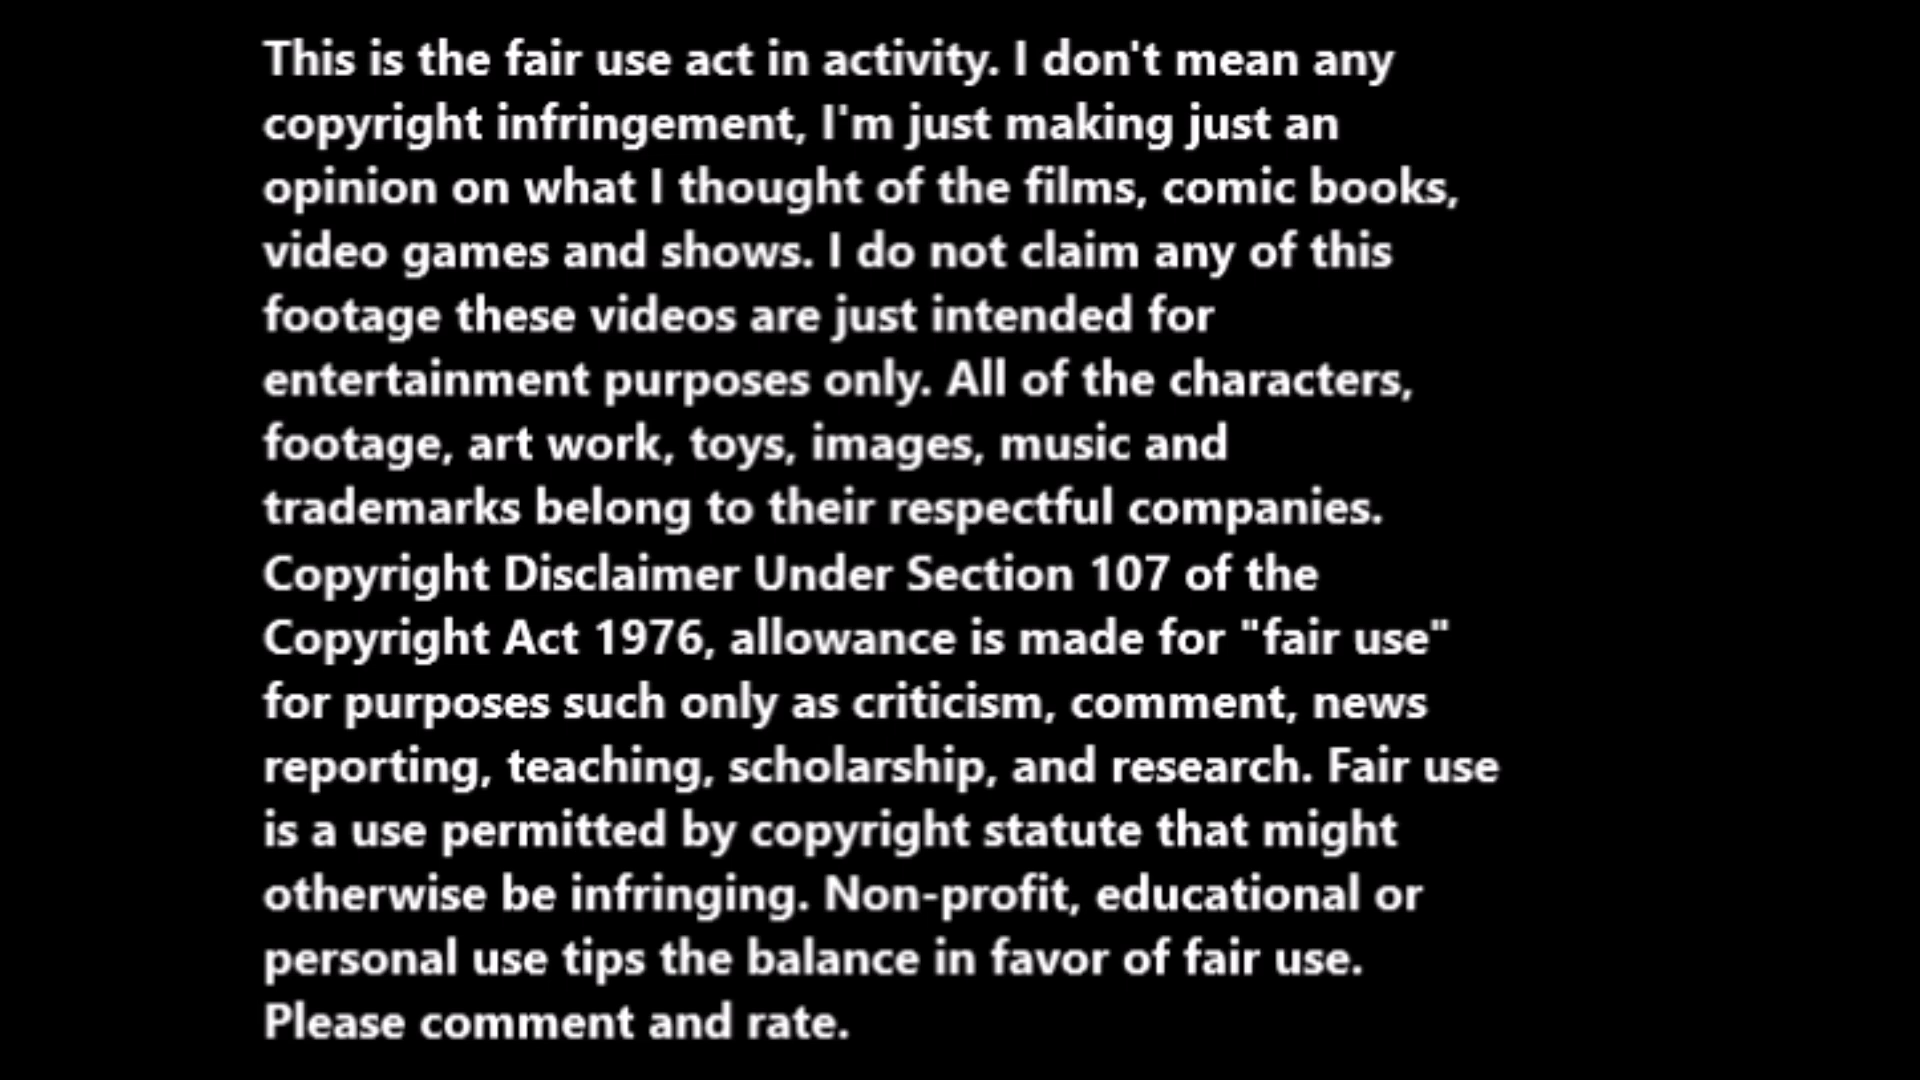 This is the fair use act in activity. I don't mean any
copyright infringement, I'm just making just an
opinion on what I thought of the films, comic books,
video games and shows. I do not claim any of this
footage these videos are just intended for
entertainment purposes only. All of the characters,
footage, art work, toys, images, music and
trademarks belong to their respectful companies.
Copyright Disclaimer Under Section 107 of the
Copyright Act 1976, allowance is made for "fair use"
for purposes such only as criticism, comment, news
reporting, teaching, scholarship, and research. Fair use
is a use permitted by copyright statute that might
otherwise be infringing. Non-profit, educational or
personal use tips the balance in favor of fair use.
Please comment and rate.